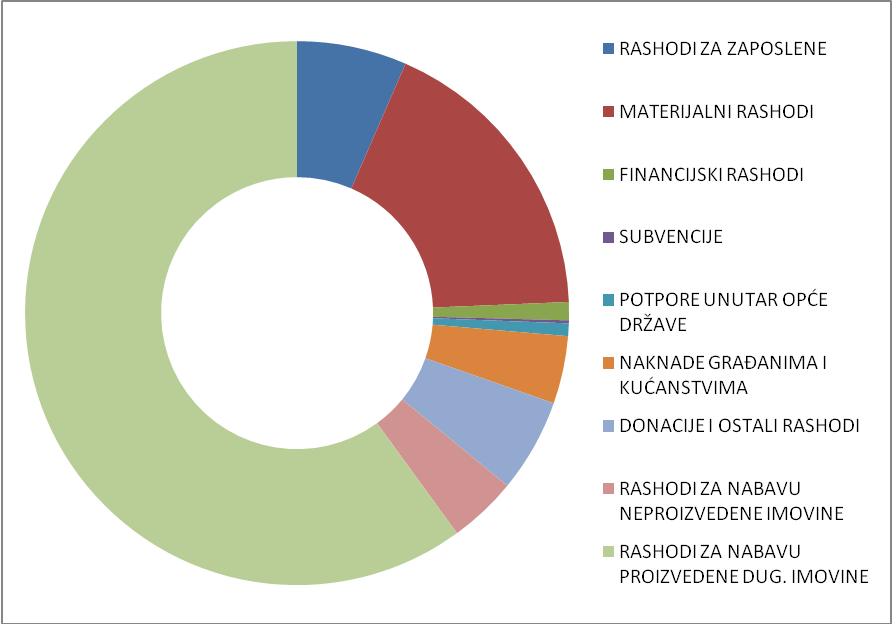 RASHODI ZA ZAPOSLENE
MATERIJALNI RASHODI
FINANCIJSKI RASHODI
SUBVENCIJE
POTPORE UNUTAR OPĆE
DRŽAVE
NAKNADE GRAĐANIMA I
KUĆANSTVIMA
DONACIJE I OSTALI RASHODI
RASHODI ZA NABAVU
NEPROIZVEDENE IMOVINE
RASHODI ZA NABAVU
PROIZVEDENE DUG. IMOVINE